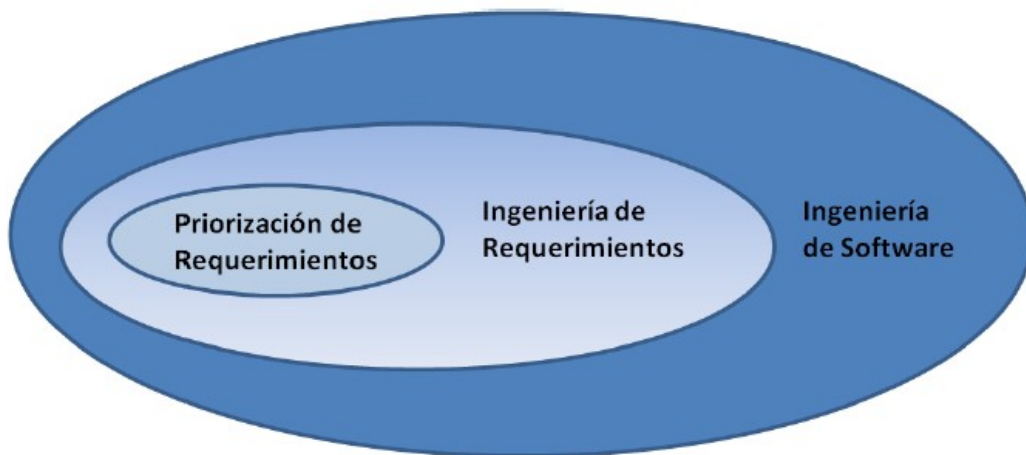 Priorización de
Requerimientos
Ingeniería de
Requerimientos
Ingeniería
de Software